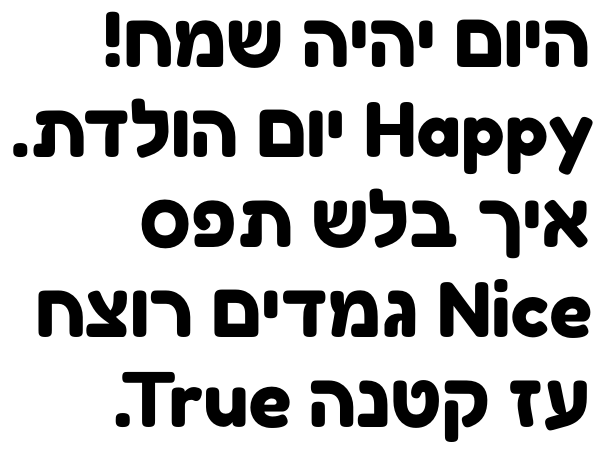 היום יהיה שמח!
Happy יום הולדת.
איך בלש תפס
Nice גמדים רוצח
עז קטנה True.